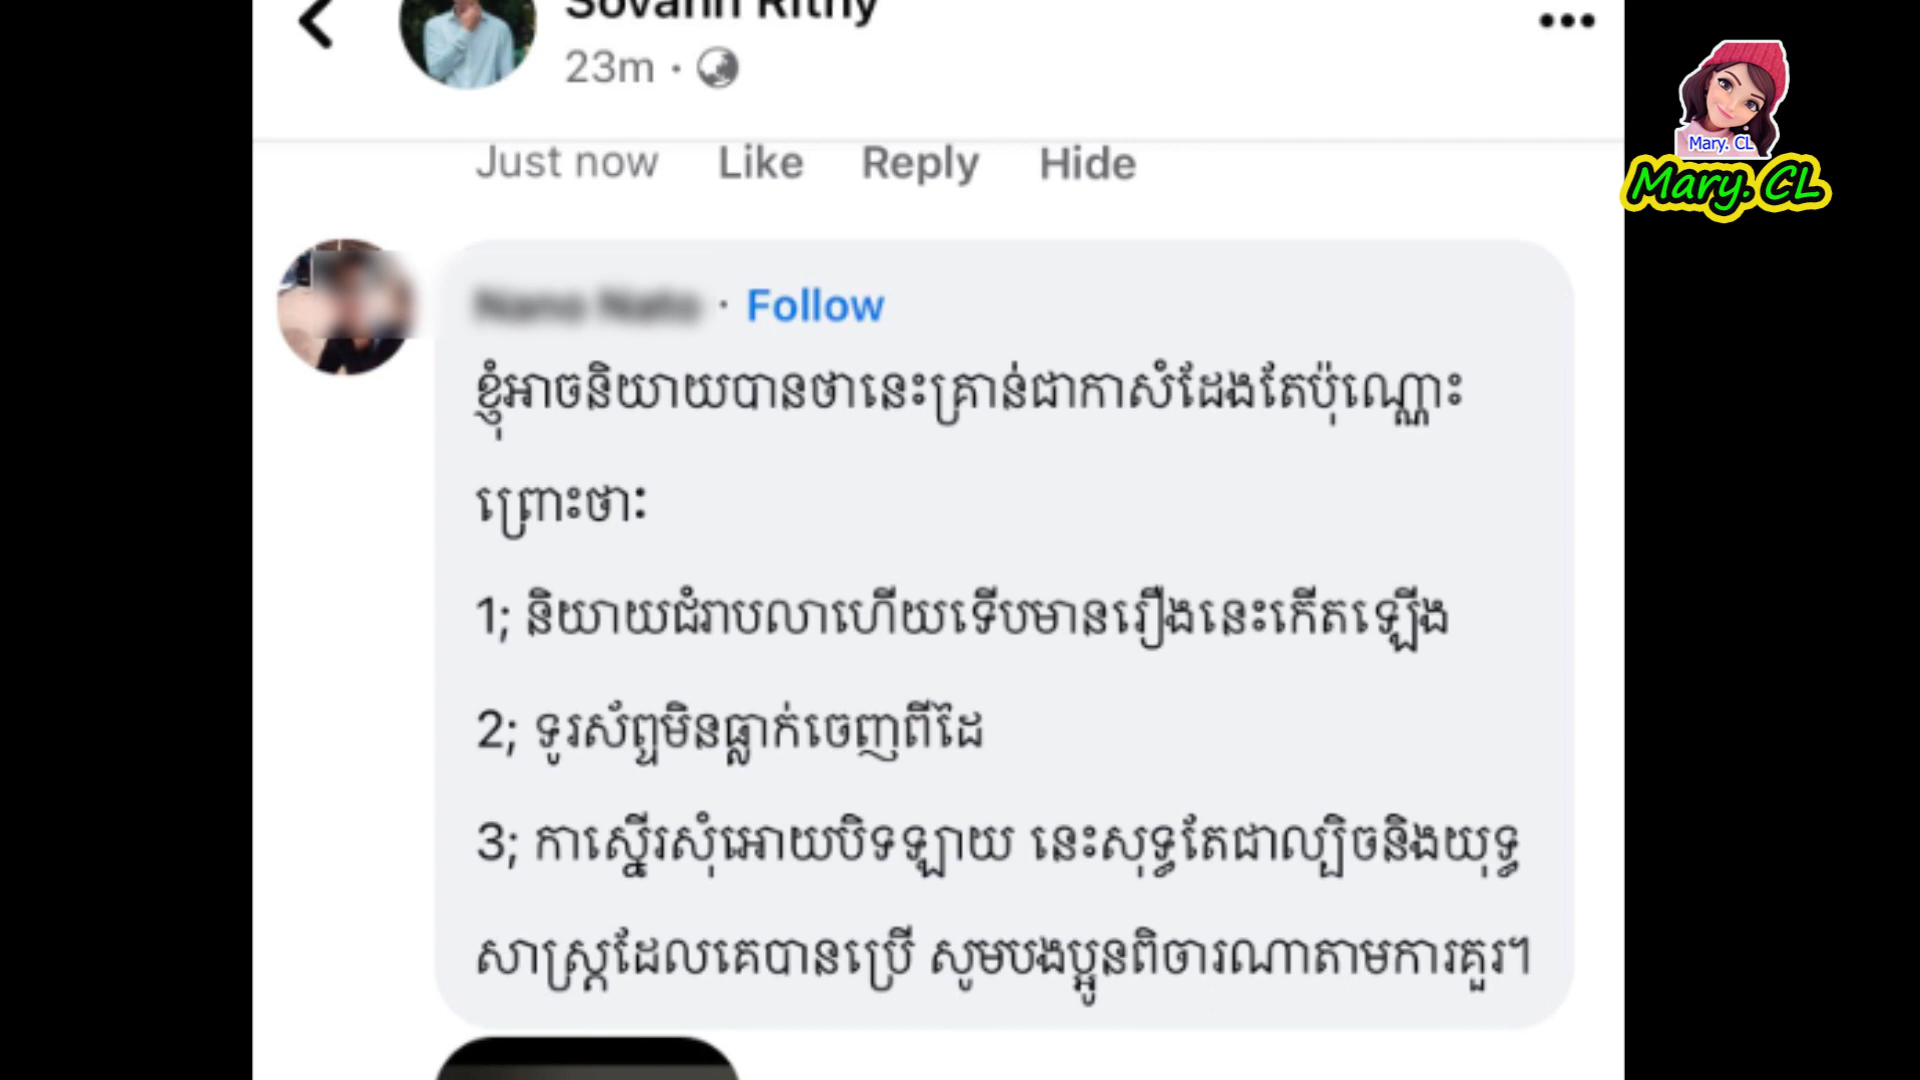 Sovann Rithy
23m ·
Just now Like Reply Hide
Mary. CL
Mary. CL
· Follow
ខ្ញុំអាចនិយាយបានថានេះគ្រាន់ជាកាសំដែងតែប៉ុណ្ណោះ
ព្រោះថា:
1; និយាយជំរាបលាហើយទើបមានរឿងនេះកើតឡើង
2; ទូរស័ព្ទមិនធ្លាក់ចេញពីដៃ
3; កាស្នើរសុំអោយបិទឡាយ នេះសុទ្ធតែជាល្បិចនិងយុទ្ធ
សាស្ត្រដែលគេបានប្រើ សូមបងប្អូនពិចារណាតាមការគួរ។